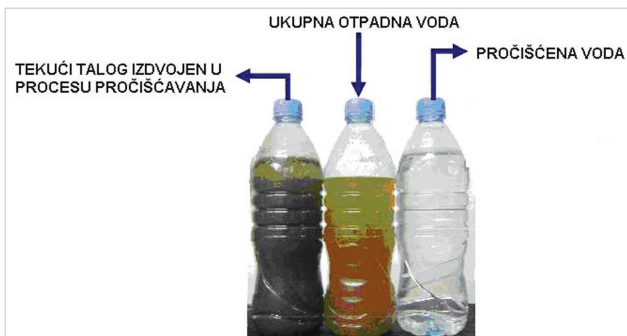 UKUPNA OTPADNA VODA
TEKUĆI TALOG IZDVOJEN U
PROCESU PROČIŠĆAVANJA
PROČIŠĆENA VODA